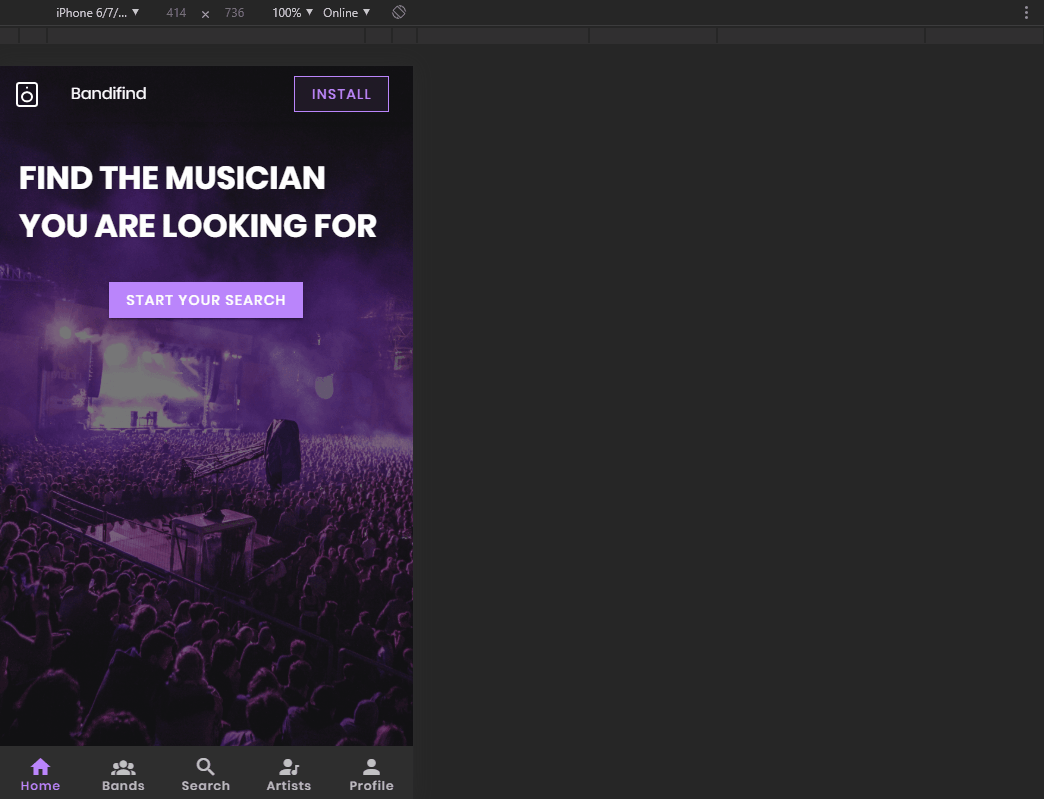 iPhone 6/7/... ▼ 414 × 736 100% ▼ Online ▼
Bandifind
INSTALL
FIND THE MUSICIAN
YOU ARE LOOKING FOR
START YOUR SEARCH
Home Bands Search Artists Profile